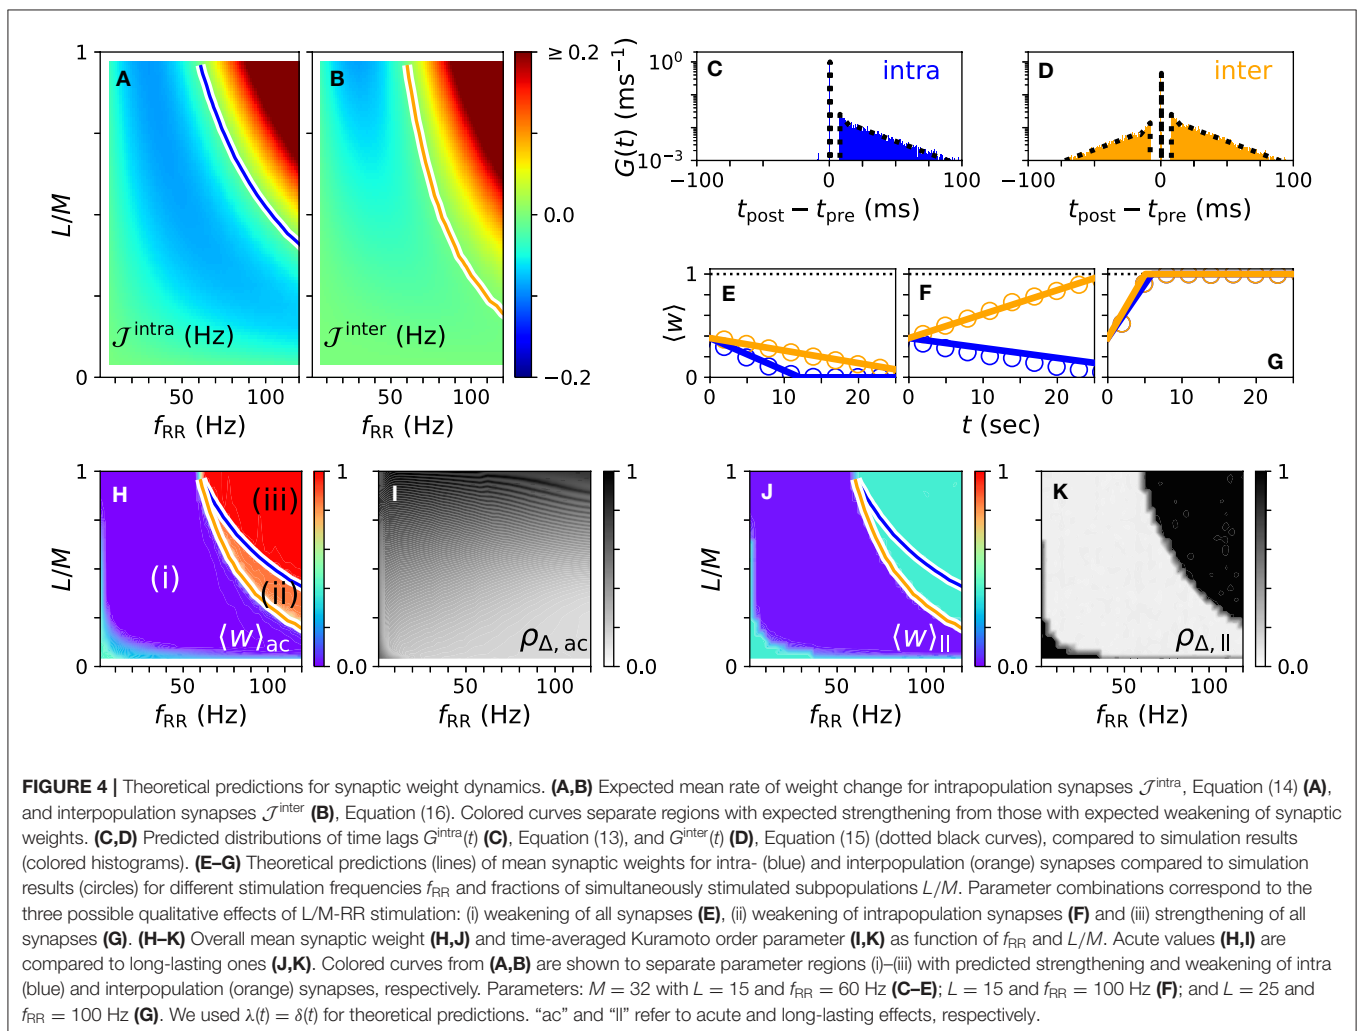 A
B
C
intra
D
inter
1
L/M
0
𝒥^intra (Hz)
𝒥^inter (Hz)
50
100
50
100
f_RR (Hz)
f_RR (Hz)
≥ 0.2
0.0
−0.2
G(t) (ms⁻¹)
10⁰
10⁻³
−100
0
100
−100
0
100
t_post − t_pre (ms)
t_post − t_pre (ms)
⟨w⟩
1
0
E
F
G
0
10
20
0
10
20
0
10
20
t (sec)
H
(i)
(ii)
(iii)
⟨w⟩_ac
1
L/M
0
50
100
f_RR (Hz)
1
0.0
I
ρ_Δ, ac
50
100
f_RR (Hz)
1
0.0
J
⟨w⟩_ll
1
L/M
0
50
100
f_RR (Hz)
1
0.0
K
ρ_Δ, ll
50
100
f_RR (Hz)
1
0.0
FIGURE 4 | Theoretical predictions for synaptic weight dynamics. (A,B) Expected mean rate of weight change for intrapopulation synapses 𝒥^intra, Equation (14) (A),
and interpopulation synapses 𝒥^inter (B), Equation (16). Colored curves separate regions with expected strengthening from those with expected weakening of synaptic
weights. (C,D) Predicted distributions of time lags G^intra(t) (C), Equation (13), and G^inter(t) (D), Equation (15) (dotted black curves), compared to simulation results
(colored histograms). (E–G) Theoretical predictions (lines) of mean synaptic weights for intra- (blue) and interpopulation (orange) synapses compared to simulation
results (circles) for different stimulation frequencies f_RR and fractions of simultaneously stimulated subpopulations L/M. Parameter combinations correspond to the
three possible qualitative effects of L/M-RR stimulation: (i) weakening of all synapses (E), (ii) weakening of intrapopulation synapses (F) and (iii) strengthening of all
synapses (G). (H–K) Overall mean synaptic weight (H,J) and time-averaged Kuramoto order parameter (I,K) as function of f_RR and L/M. Acute values (H,I) are
compared to long-lasting ones (J,K). Colored curves from (A,B) are shown to separate parameter regions (i)–(iii) with predicted strengthening and weakening of intra
(blue) and interpopulation (orange) synapses, respectively. Parameters: M = 32 with L = 15 and f_RR = 60 Hz (C–E); L = 15 and f_RR = 100 Hz (F); and L = 25 and
f_RR = 100 Hz (G). We used λ(t) = δ(t) for theoretical predictions. “ac” and “ll” refer to acute and long-lasting effects, respectively.